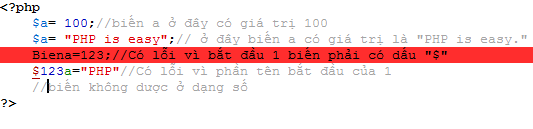 <?php
$a= 100;//biến a ở đây có giá trị 100
$a= "PHP is easy";// ở đây biến a có giá trị là "PHP is easy."
Biena=123;//Có lỗi vì bắt đầu 1 biến phải có dấu "$"
$123a="PHP"//Có lỗi vì phần tên bắt đầu của 1
//biến không dược ở dạng số
?>